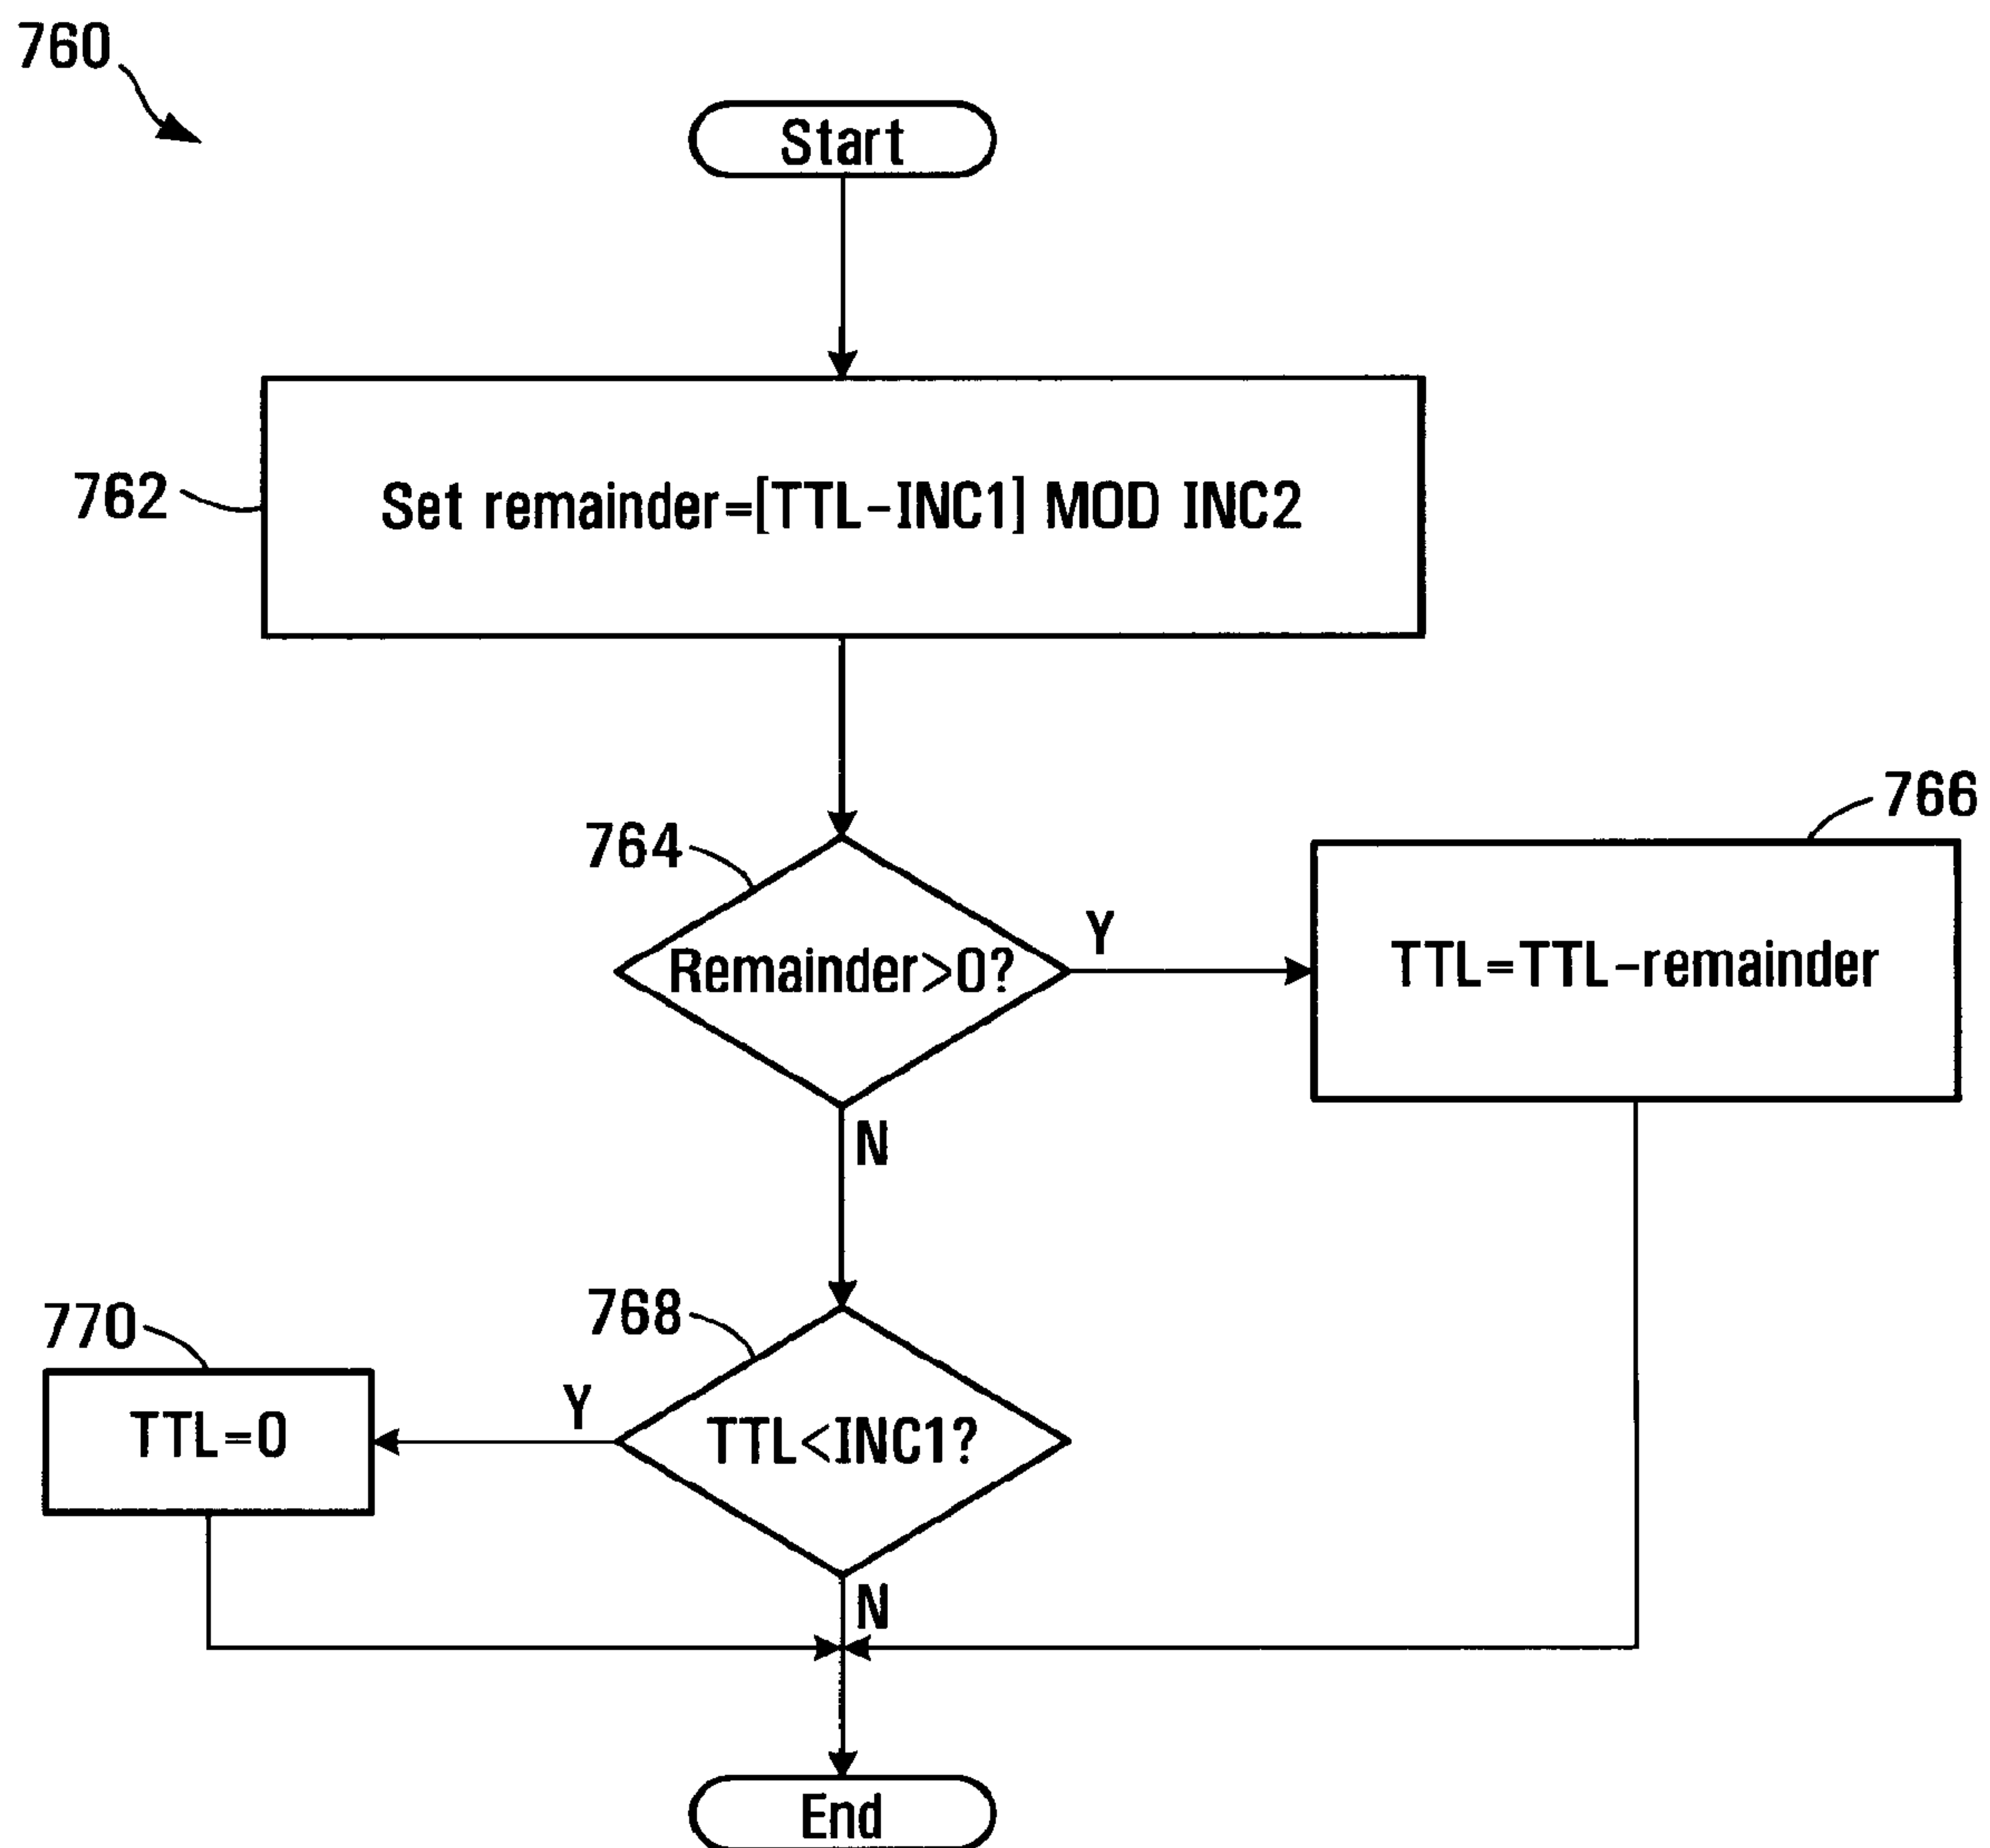 760
Start
762
Set remainder=[TTL-INC1] MOD INC2
764
Remainder>0?
Y
766
TTL=TTL-remainder
N
768
TTL<INC1?
Y
770
TTL=0
N
End